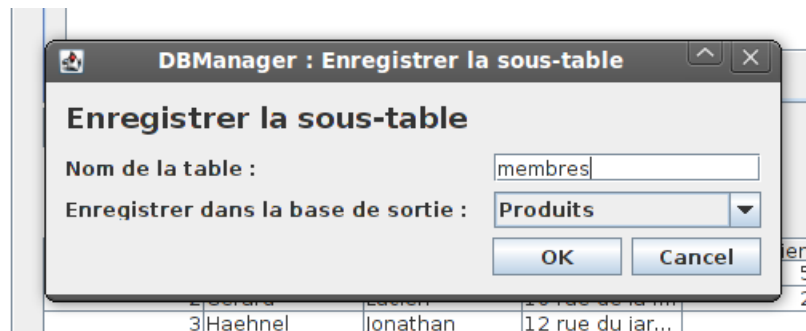 DBManager : Enregistrer la sous-table
Enregistrer la sous-table
Nom de la table : membres
Enregistrer dans la base de sortie : Produits
OK Cancel
3 Haehnel Jonathan 12 rue du jar...